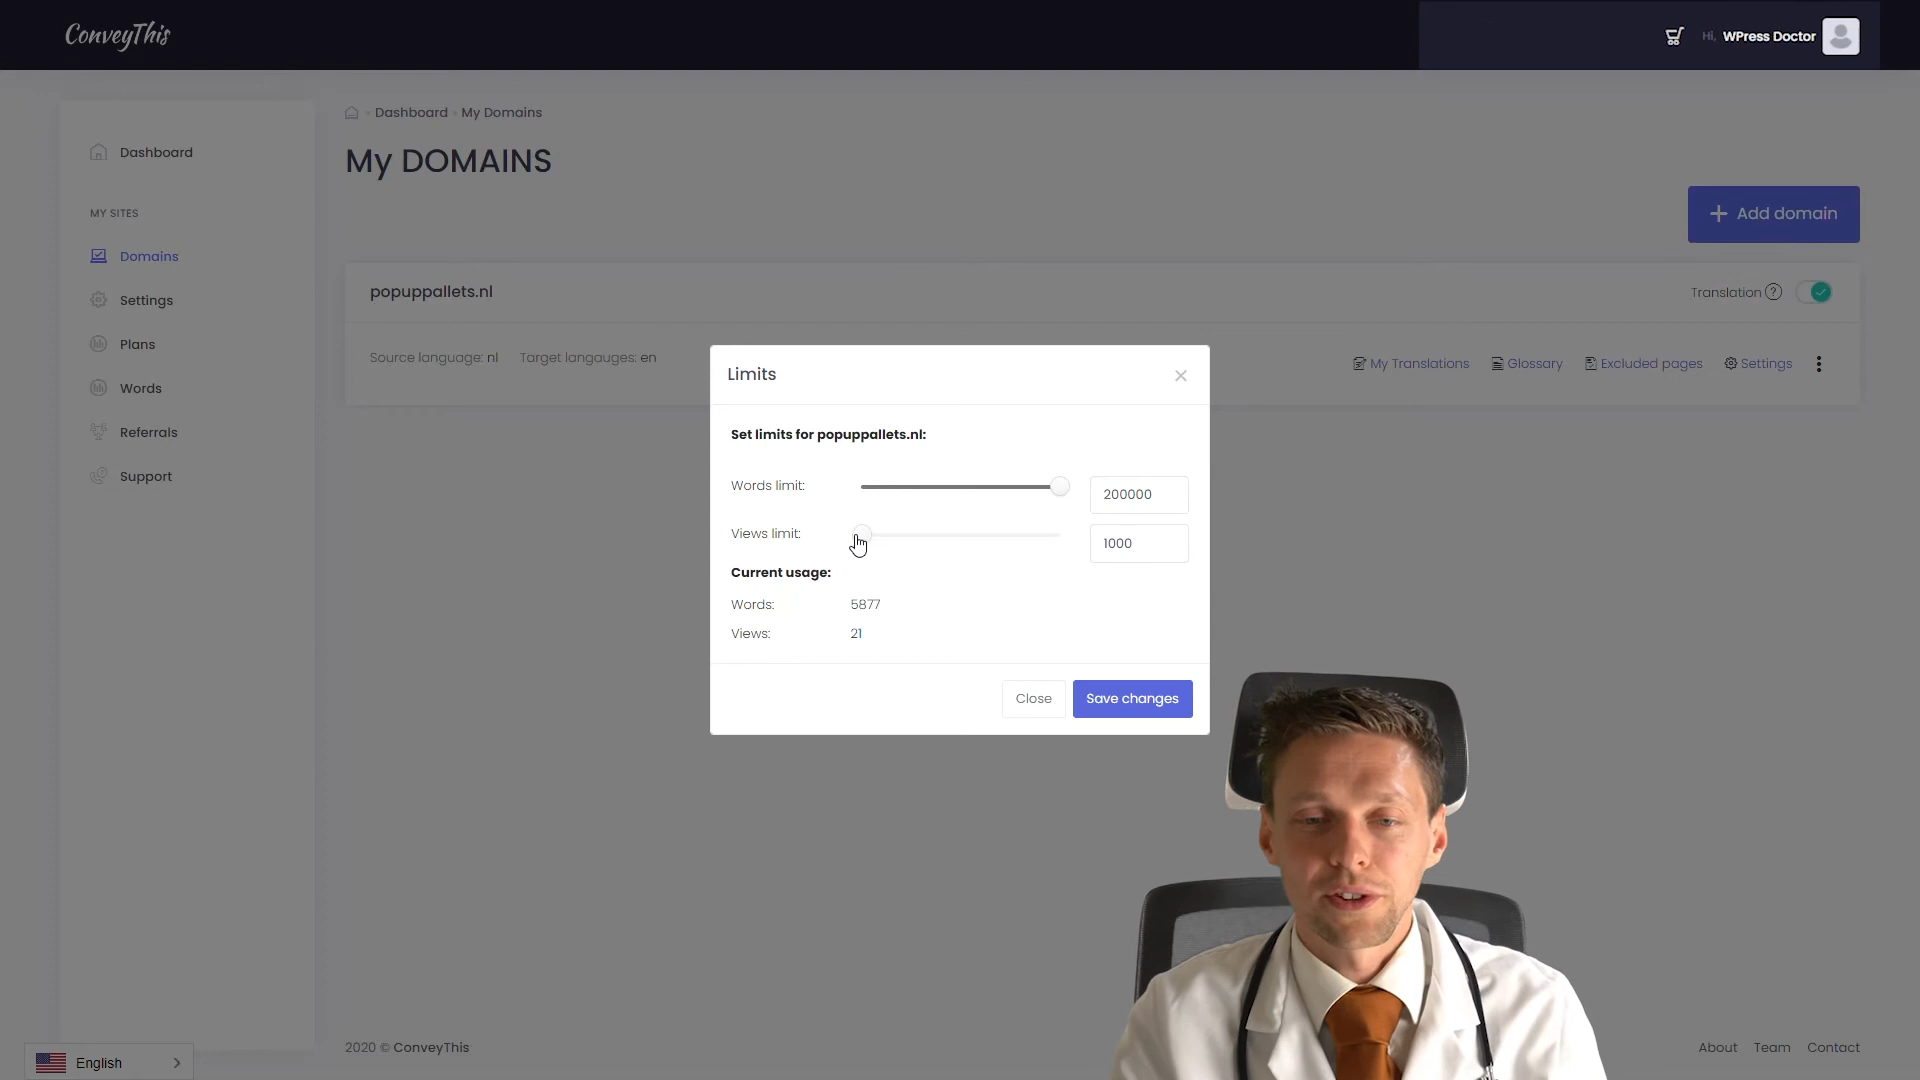 ConveyThis
Hi, WPress Doctor
Dashboard
MY SITES
Domains
Settings
Plans
Words
Referrals
Support
Dashboard My Domains
My DOMAINS
Add domain
popuppallets.nl
Translation ?
Source language: nl Target langauges: en
My Translations Glossary Excluded pages Settings
Limits
Set limits for popuppallets.nl:
Words limit: 200000
Views limit: 1000
Current usage:
Words: 5877
Views: 21
Close Save changes
English
2020 © ConveyThis
About Team Contact